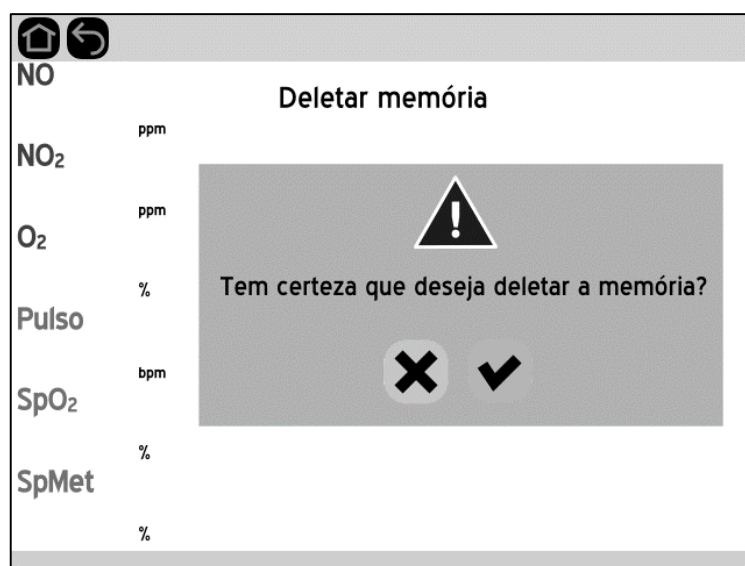 NO
Deletar memória
ppm
NO₂
ppm
O₂
%
Tem certeza que deseja deletar a memória?
Pulso
bpm
SpO₂
%
SpMet
%